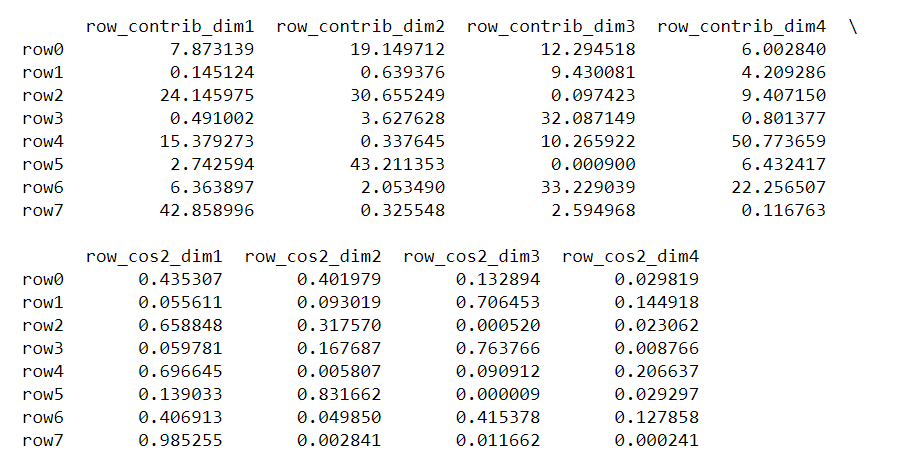 row_contrib_dim1 row_contrib_dim2 row_contrib_dim3 row_contrib_dim4 \
row0 7.873139 19.149712 12.294518 6.002840
row1 0.145124 0.639376 9.430081 4.209286
row2 24.145975 30.655249 0.097423 9.407150
row3 0.491002 3.627628 32.087149 0.801377
row4 15.379273 0.337645 10.265922 50.773659
row5 2.742594 43.211353 0.000900 6.432417
row6 6.363897 2.053490 33.229039 22.256507
row7 42.858996 0.325548 2.594968 0.116763
row_cos2_dim1 row_cos2_dim2 row_cos2_dim3 row_cos2_dim4
row0 0.435307 0.401979 0.132894 0.029819
row1 0.055611 0.093019 0.706453 0.144918
row2 0.658848 0.317570 0.000520 0.023062
row3 0.059781 0.167687 0.763766 0.008766
row4 0.696645 0.005807 0.090912 0.206637
row5 0.139033 0.831662 0.000009 0.029297
row6 0.406913 0.049850 0.415378 0.127858
row7 0.985255 0.002841 0.011662 0.000241